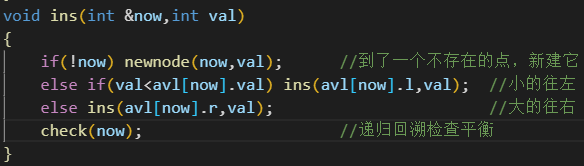 void ins(int &now,int val)
{
if(!now) newnode(now,val); //到了一个不存在的点，新建它
else if(val<avl[now].val) ins(avl[now].l,val); //小的往左
else ins(avl[now].r,val); //大的往右
check(now); //递归回溯检查平衡
}